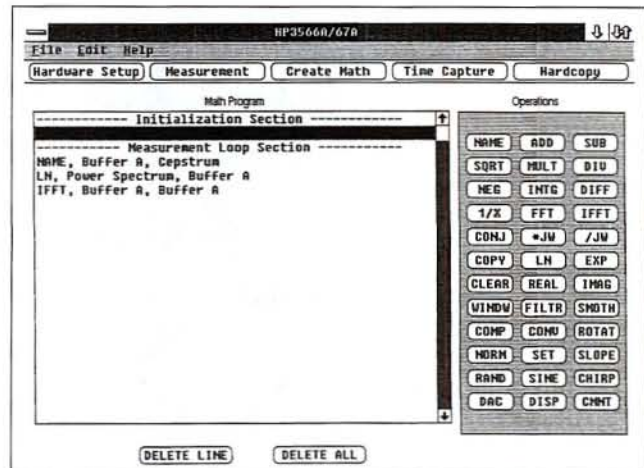 HP3566A/67A
File Edit Help
Hardware Setup Measurement Create Math Time Capture Hardcopy
Math Program Operations
------------ Initialization Section ------------
------------ Measurement Loop Section ------------
NAME, Buffer A, Cepstrum
LN, Power Spectrum, Buffer A
IFFT, Buffer A, Buffer A
NAME ADD SUB
SQRT MULT DIV
NEG INTG DIFF
1/X FFT IFFT
CONJ *JW /JW
COPY LN EXP
CLEAR REAL IMAG
WINDW FILTR SMOTH
COMP CONV ROTAT
NORM SET SLOPE
RAND SINE CHIRP
DAC DISP CMNT
DELETE LINE DELETE ALL